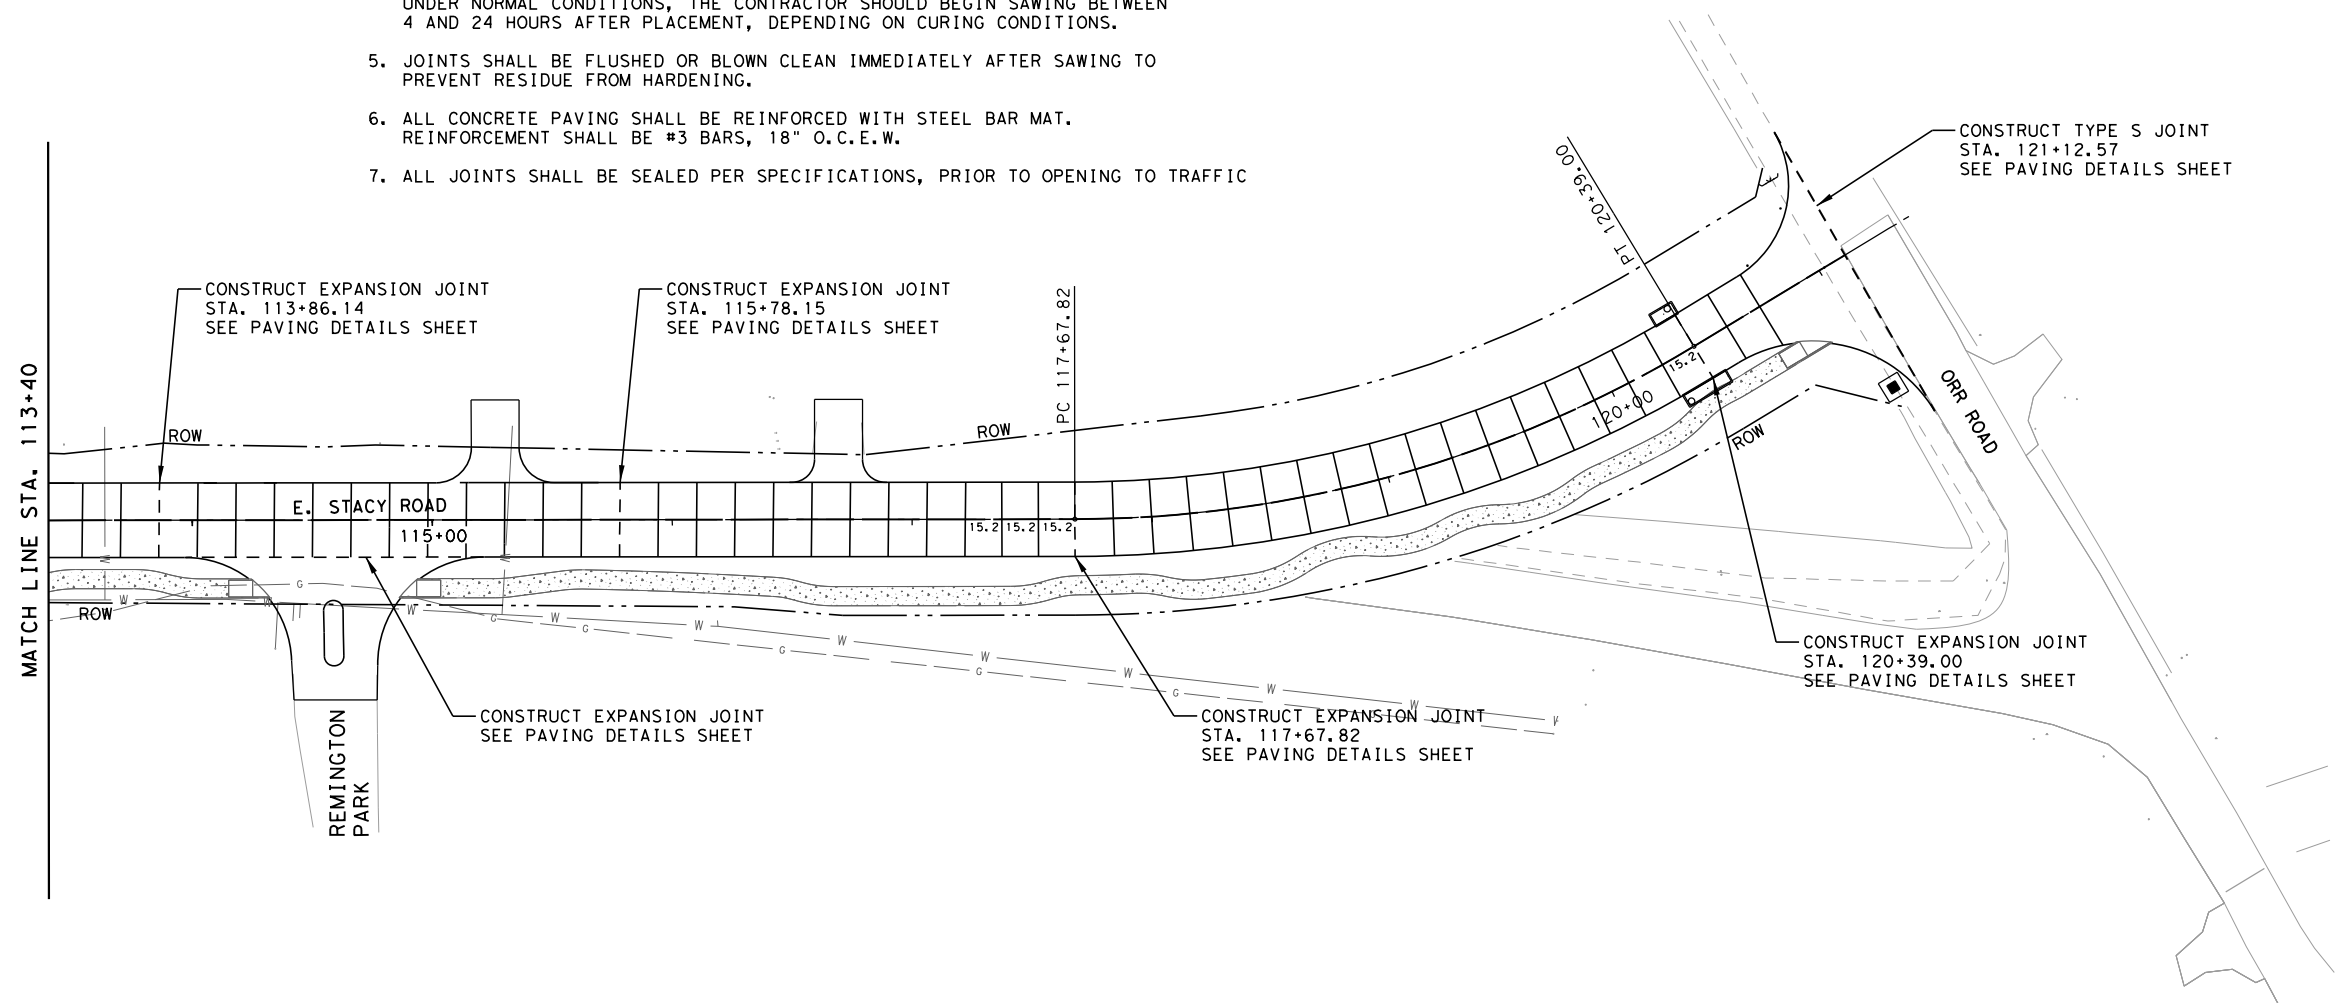 UNDER NORMAL CONDITIONS, THE CONTRACTOR SHOULD BEGIN SAWING BETWEEN
4 AND 24 HOURS AFTER PLACEMENT, DEPENDING ON CURING CONDITIONS.
5. JOINTS SHALL BE FLUSHED OR BLOWN CLEAN IMMEDIATELY AFTER SAWING TO
PREVENT RESIDUE FROM HARDENING.
6. ALL CONCRETE PAVING SHALL BE REINFORCED WITH STEEL BAR MAT.
REINFORCEMENT SHALL BE #3 BARS, 18" O.C.E.W.
7. ALL JOINTS SHALL BE SEALED PER SPECIFICATIONS, PRIOR TO OPENING TO TRAFFIC
CONSTRUCT TYPE S JOINT
STA. 121+12.57
SEE PAVING DETAILS SHEET
PT 120+39.00
CONSTRUCT EXPANSION JOINT
STA. 113+86.14
SEE PAVING DETAILS SHEET
CONSTRUCT EXPANSION JOINT
STA. 115+78.15
SEE PAVING DETAILS SHEET
PC 117+67.82
MATCH LINE STA. 113+40
ROW
ROW
ROW
ROW
E. STACY ROAD
115+00
15.2 15.2 15.2
15.2
120+00
ORR ROAD
G
W
W
W
G
W
G
W
W
G
W
G
W
W
G
W
W
CONSTRUCT EXPANSION JOINT
STA. 120+39.00
SEE PAVING DETAILS SHEET
CONSTRUCT EXPANSION JOINT
SEE PAVING DETAILS SHEET
CONSTRUCT EXPANSION JOINT
STA. 117+67.82
SEE PAVING DETAILS SHEET
REMINGTON
PARK